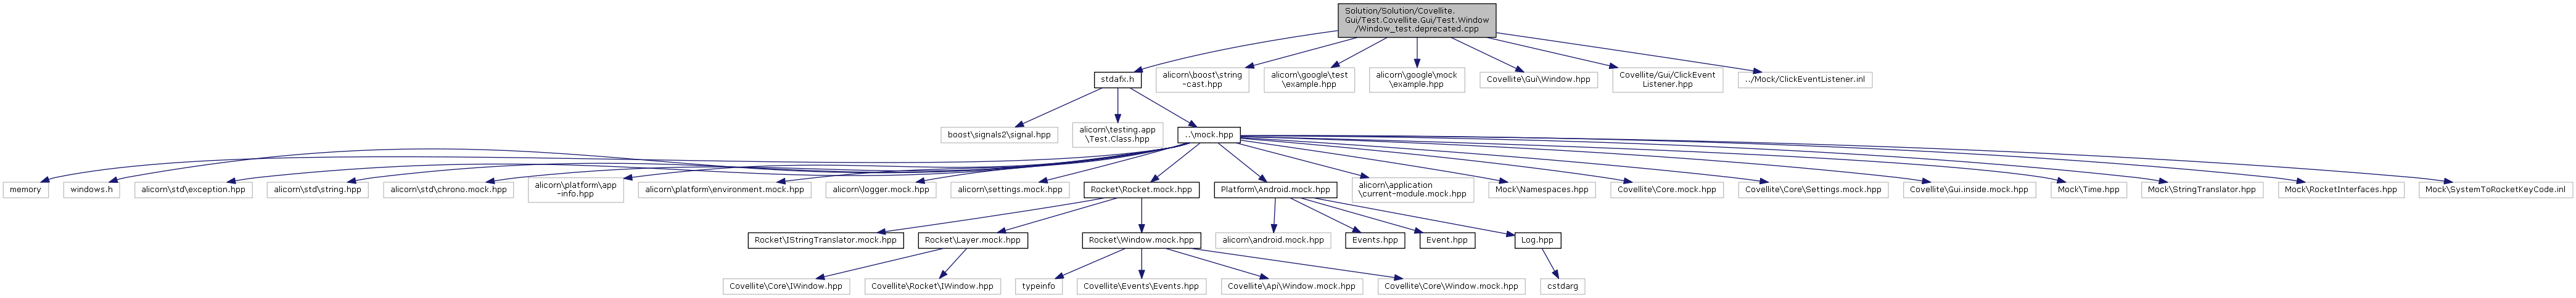 Solution/Solution/Covellite.
Gui/Test.Covellite.Gui/Test.Window
/Window_test.deprecated.cpp
stdafx.h
alicorn\boost\string
-cast.hpp
alicorn\google\test
\example.hpp
alicorn\google\mock
\example.hpp
Covellite\Gui\Window.hpp
Covellite/Gui/ClickEvent
Listener.hpp
../Mock/ClickEventListener.inl
boost\signals2\signal.hpp
alicorn\testing.app
\Test.Class.hpp
..\mock.hpp
memory
windows.h
alicorn\std\exception.hpp
alicorn\std\string.hpp
alicorn\std\chrono.mock.hpp
alicorn\platform\app
-info.hpp
alicorn\platform\environment.mock.hpp
alicorn\logger.mock.hpp
alicorn\settings.mock.hpp
Rocket\Rocket.mock.hpp
Platform\Android.mock.hpp
alicorn\application
\current-module.mock.hpp
Mock\Namespaces.hpp
Covellite\Core.mock.hpp
Covellite\Core\Settings.mock.hpp
Covellite\Gui.inside.mock.hpp
Mock\Time.hpp
Mock\StringTranslator.hpp
Mock\RocketInterfaces.hpp
Mock\SystemToRocketKeyCode.inl
Rocket\IStringTranslator.mock.hpp
Rocket\Layer.mock.hpp
Rocket\Window.mock.hpp
alicorn\android.mock.hpp
Events.hpp
Event.hpp
Log.hpp
Covellite\Core\IWindow.hpp
Covellite\Rocket\IWindow.hpp
typeinfo
Covellite\Events\Events.hpp
Covellite\Api\Window.mock.hpp
Covellite\Core\Window.mock.hpp
cstdarg